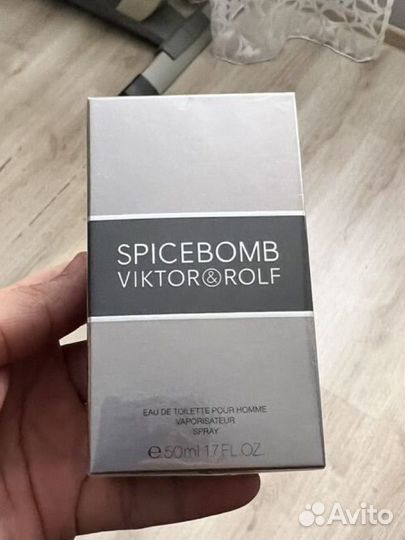 SPICEBOMB
VIKTOR&ROLF
EAU DE TOILETTE POUR HOMME
VAPORISATEUR
SPRAY
℮ 50ml 1.7 FL.OZ.
Avito